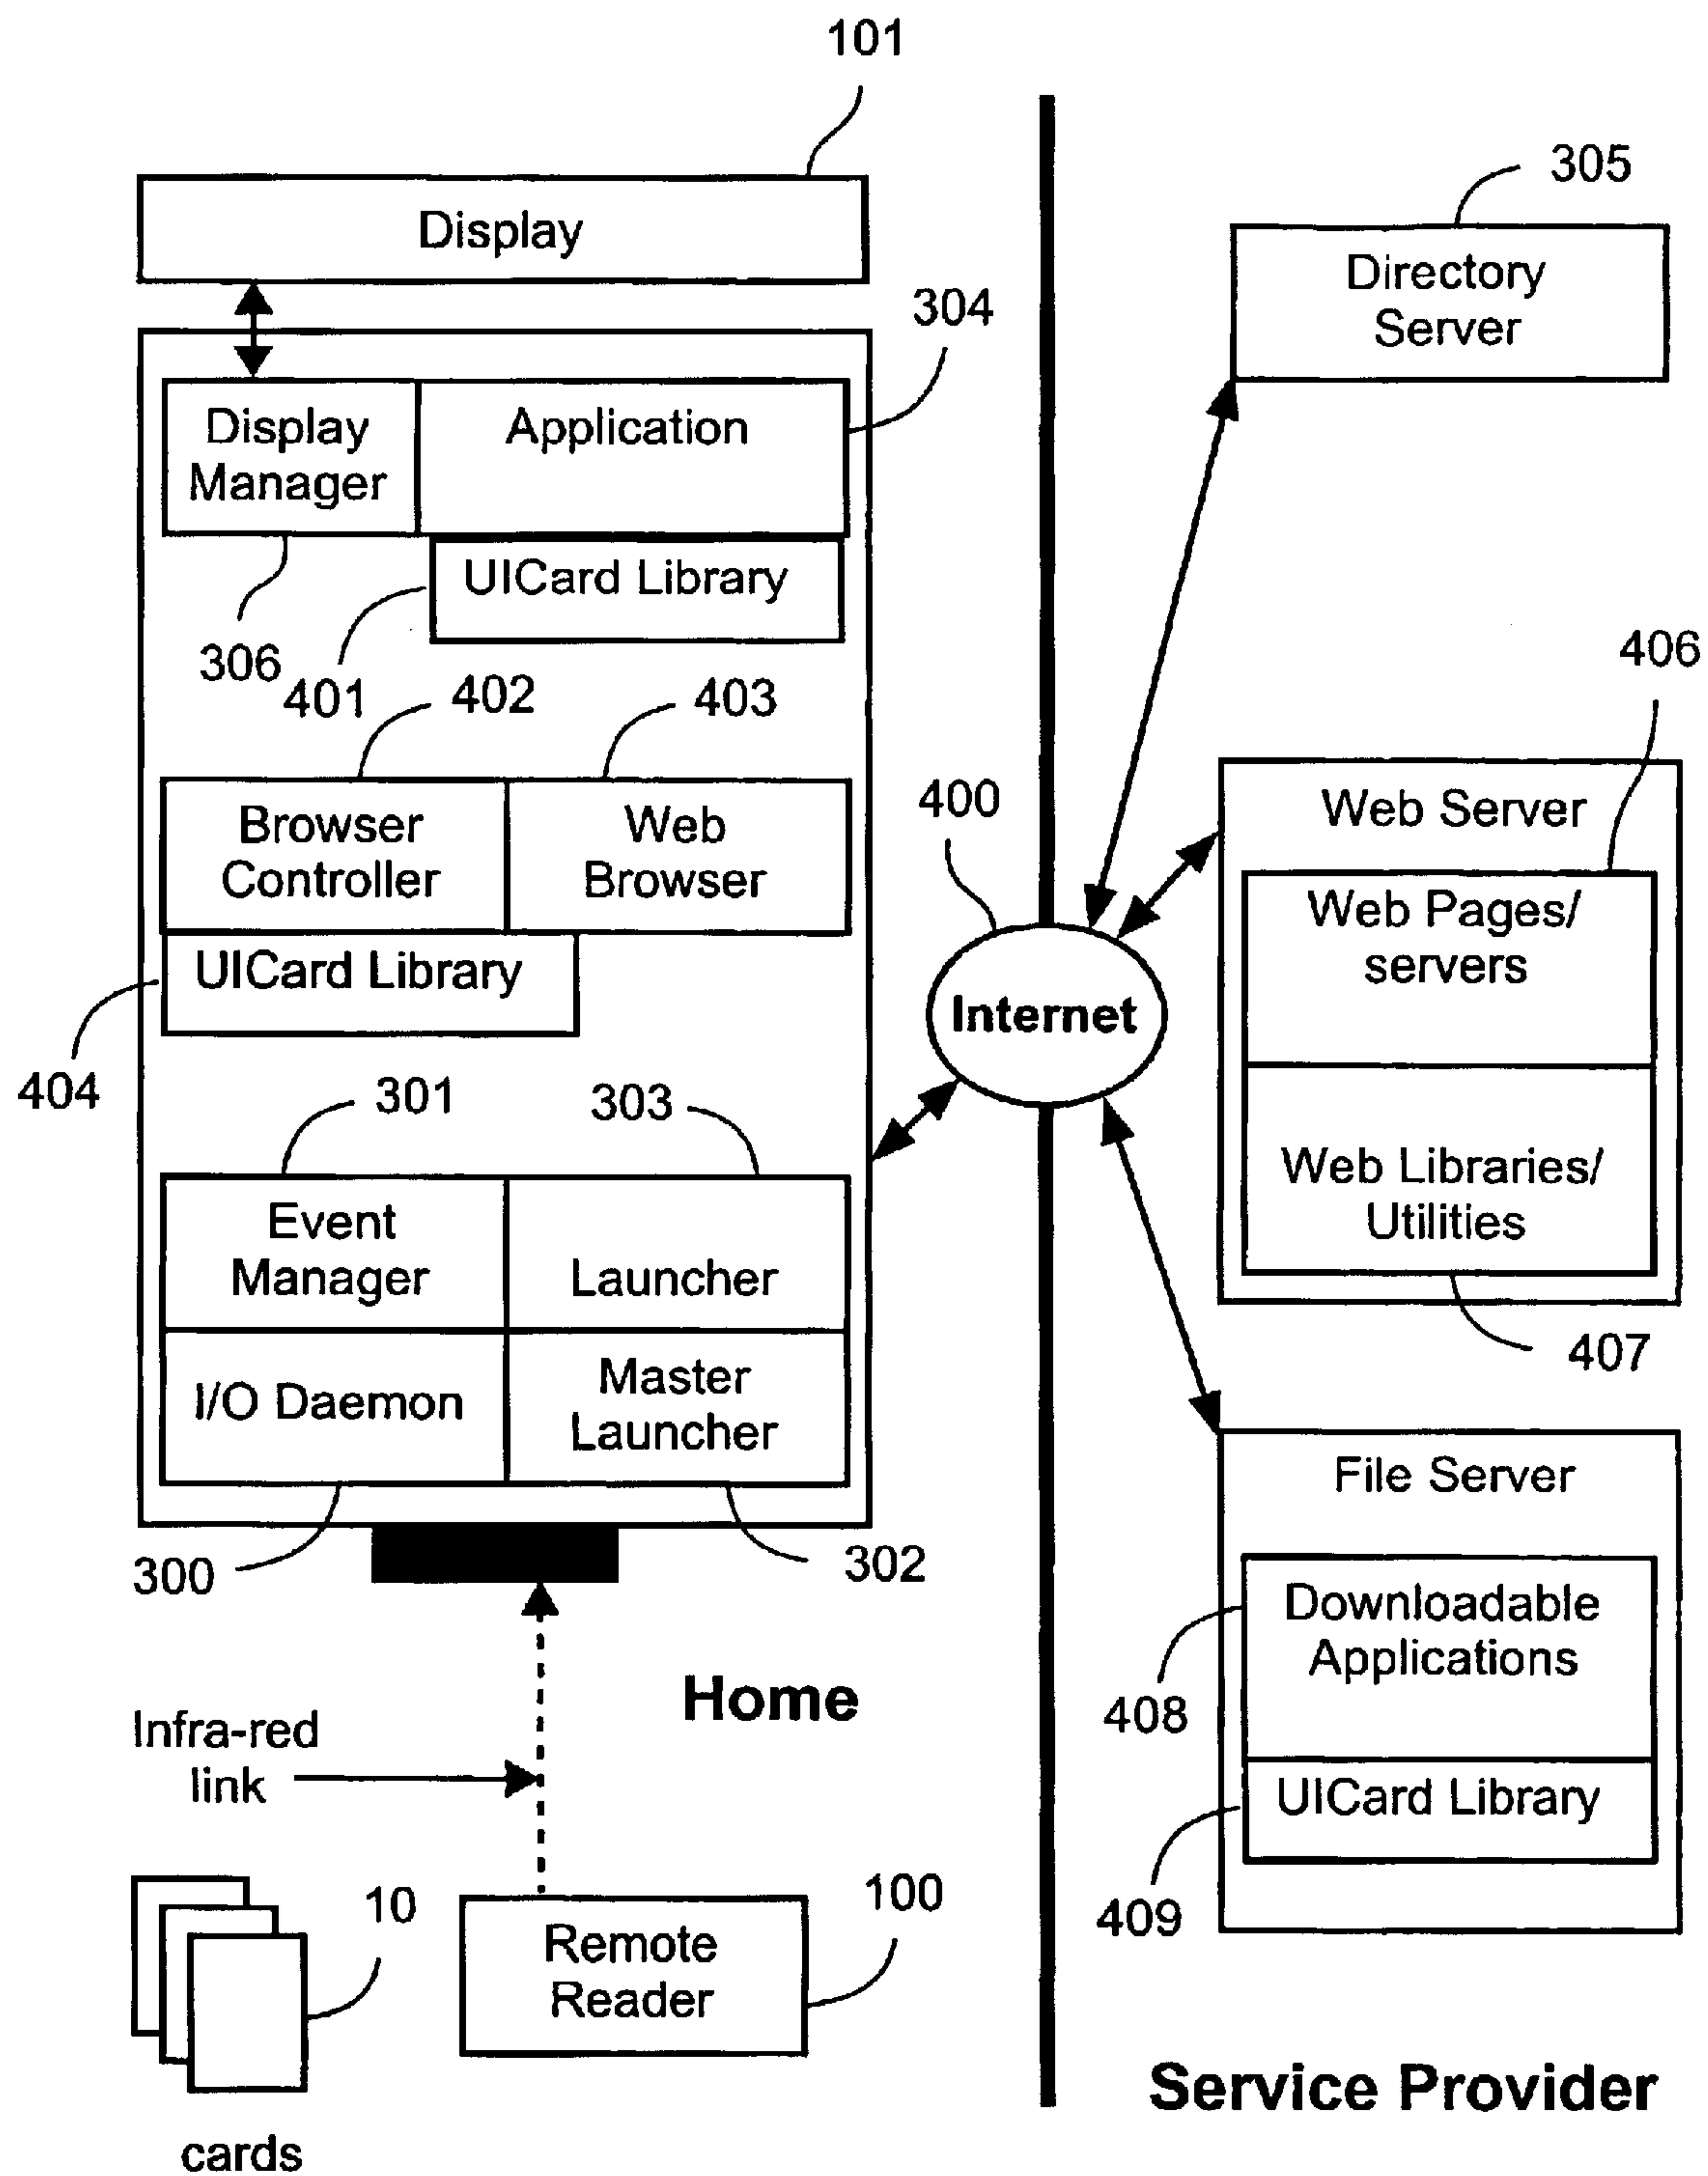 101
Display
304
Display
Manager
Application
UICard Library
306
401
402
403
Browser
Controller
Web
Browser
UICard Library
404
301
303
Event
Manager
Launcher
I/O Daemon
Master
Launcher
300
302
Home
Infra-red
link
10
100
Remote
Reader
cards
400
Internet
305
Directory
Server
406
Web Server
Web Pages/
servers
Web Libraries/
Utilities
407
File Server
Downloadable
Applications
408
UICard Library
409
Service Provider